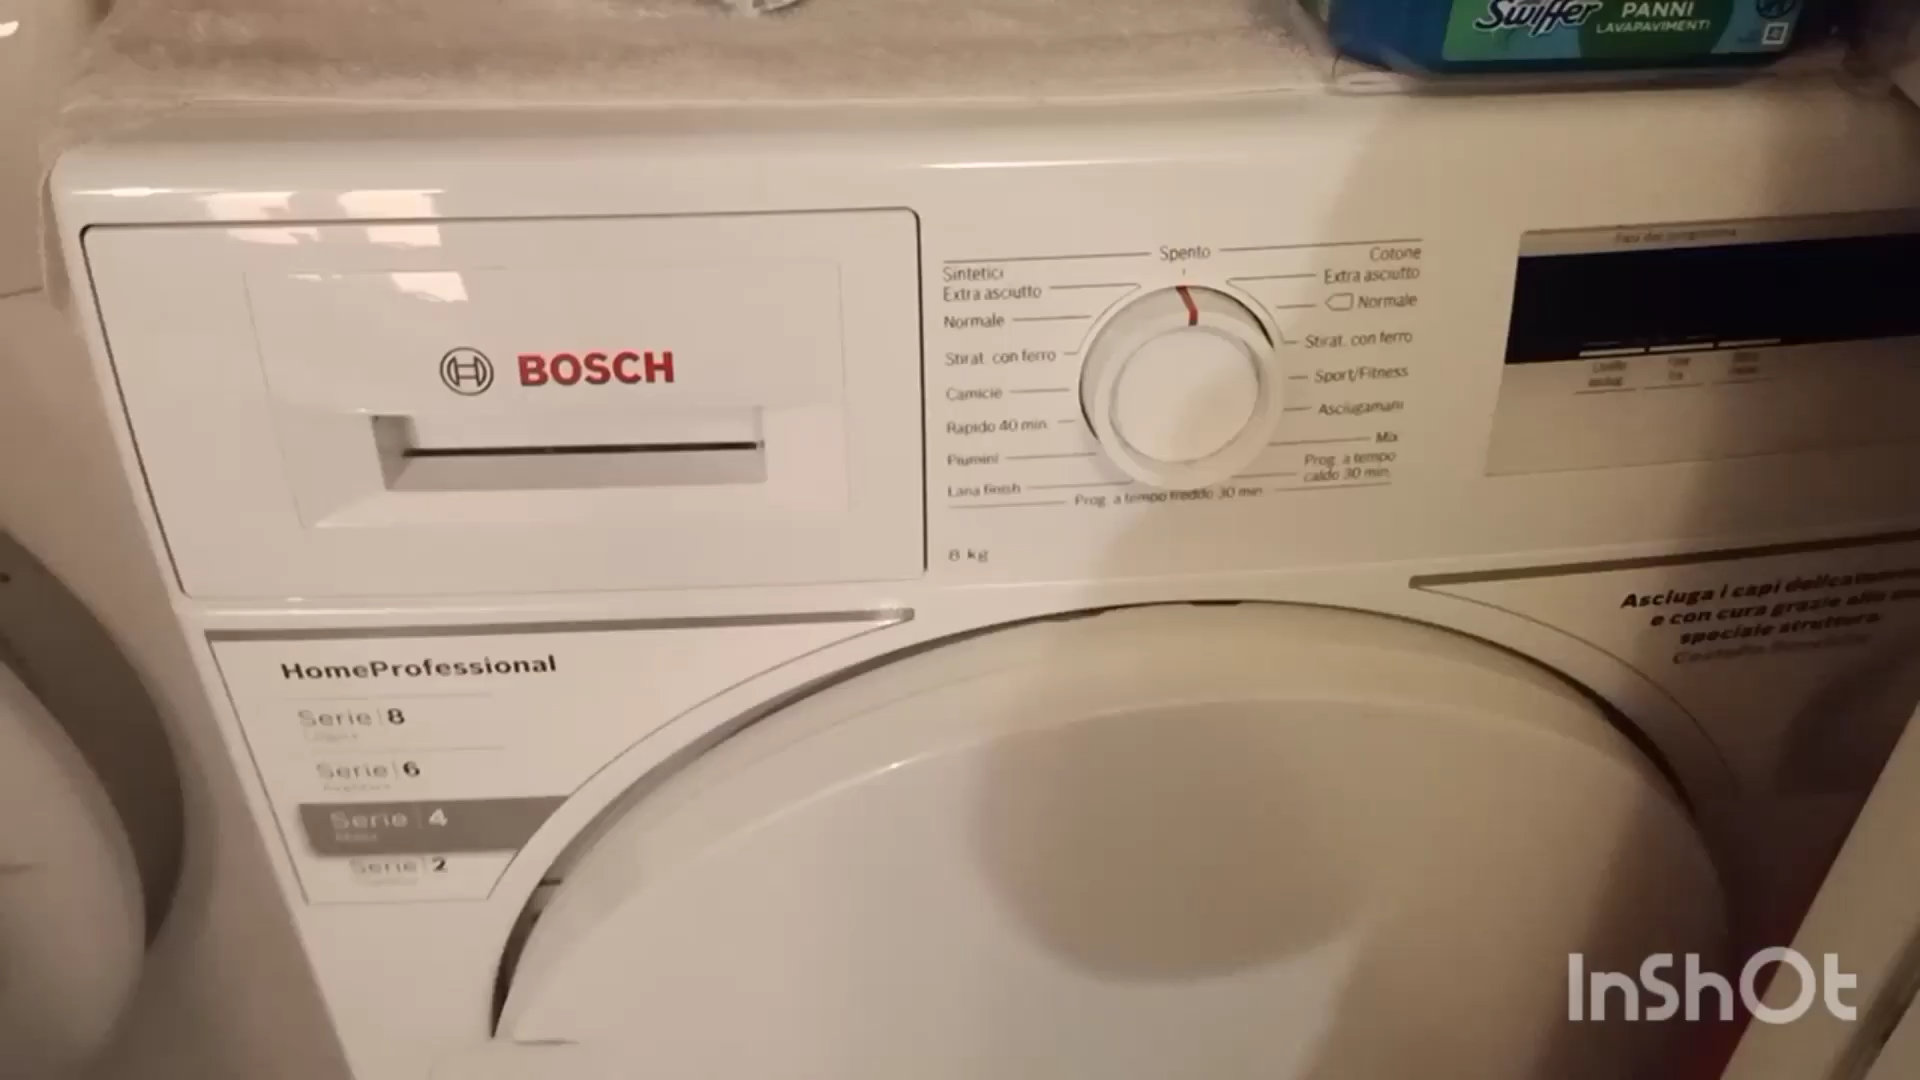 Swiffer PANNI
LAVAPAVIMENTI
BOSCH
Spento
Sintetici
Extra asciutto
Normale
Stirat. con ferro
Camicie
Rapido 40 min.
Piumini
Lana finish
Prog. a tempo freddo 30 min
Cotone
Extra asciutto
Normale
Stirat. con ferro
Sport/Fitness
Asciugamani
Mix
Prog. a tempo
caldo 30 min.
8 kg
HomeProfessional
Serie | 8
Serie | 6
Serie | 4
Serie | 2
Asciuga i capi
e con cura grazie alla
speciale struttura
InShOt